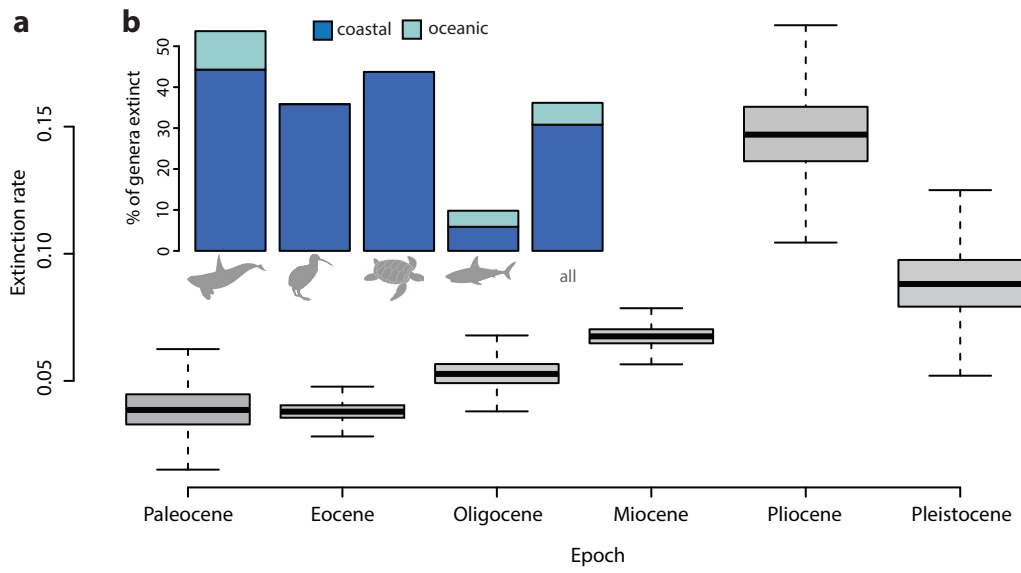 a
b
coastal
oceanic
% of genera extinct
0
10
20
30
40
50
all
Extinction rate
0.05
0.10
0.15
Paleocene
Eocene
Oligocene
Miocene
Pliocene
Pleistocene
Epoch